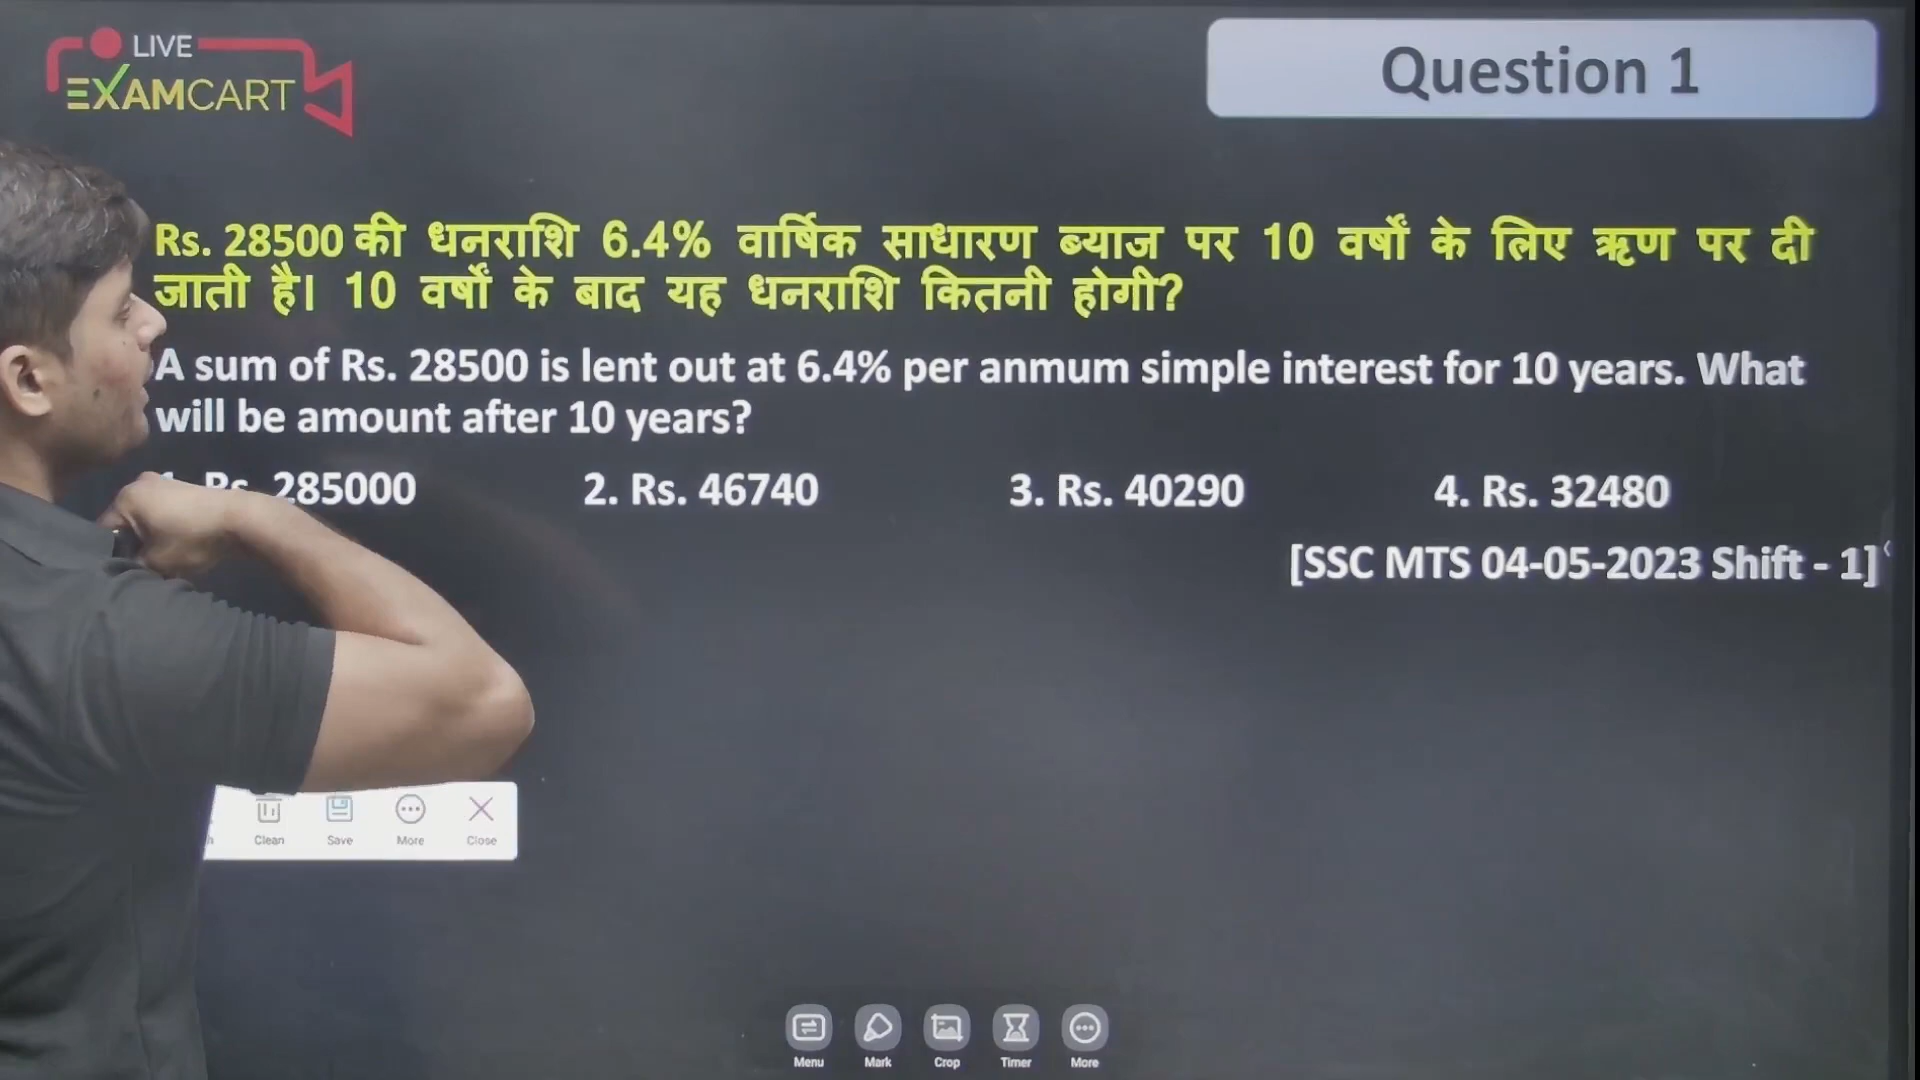 LIVE
EXAMCART
Question 1
Rs. 28500 की धनराशि 6.4% वार्षिक साधारण ब्याज पर 10 वर्षों के लिए ऋण पर दी
जाती है। 10 वर्षों के बाद यह धनराशि कितनी होगी?
A sum of Rs. 28500 is lent out at 6.4% per anmum simple interest for 10 years. What
will be amount after 10 years?
1. Rs. 285000 2. Rs. 46740 3. Rs. 40290 4. Rs. 32480
[SSC MTS 04-05-2023 Shift - 1]
Clean Save More Close
Menu Mark Crop Timer More